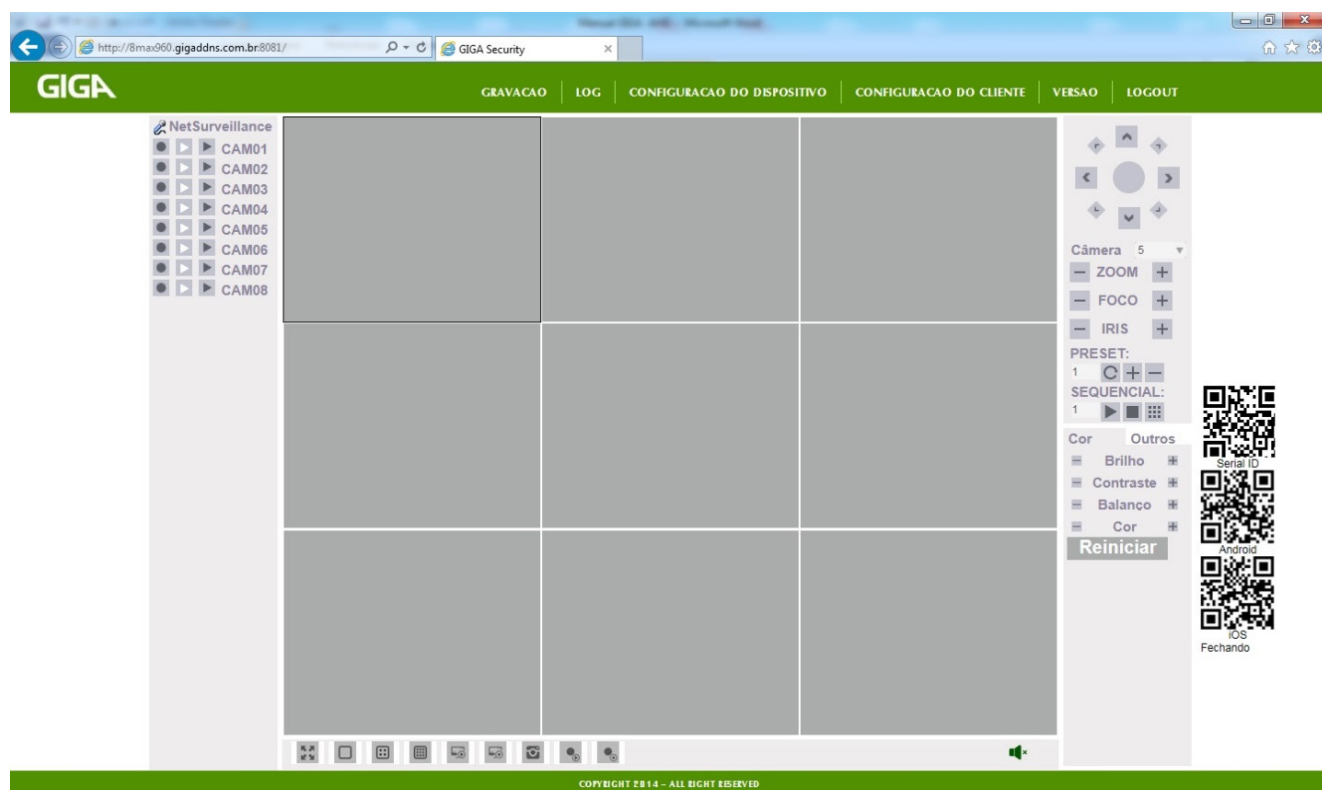 http://8max960.gigaddns.com.br:8081/
GIGA Security
GIGA
GRAVACAO
LOG
CONFIGURACAO DO DISPOSITIVO
CONFIGURACAO DO CLIENTE
VERSAO
LOGOUT
NetSurveillance
CAM01
CAM02
CAM03
CAM04
CAM05
CAM06
CAM07
CAM08
Câmera 5
ZOOM
FOCO
IRIS
PRESET:
1
SEQUENCIAL:
1
Cor Outros
Brilho
Contraste
Balanço
Cor
Reiniciar
Serial ID
Android
iOS
Fechando
COPYRIGHT 2014 – ALL RIGHT RESERVED